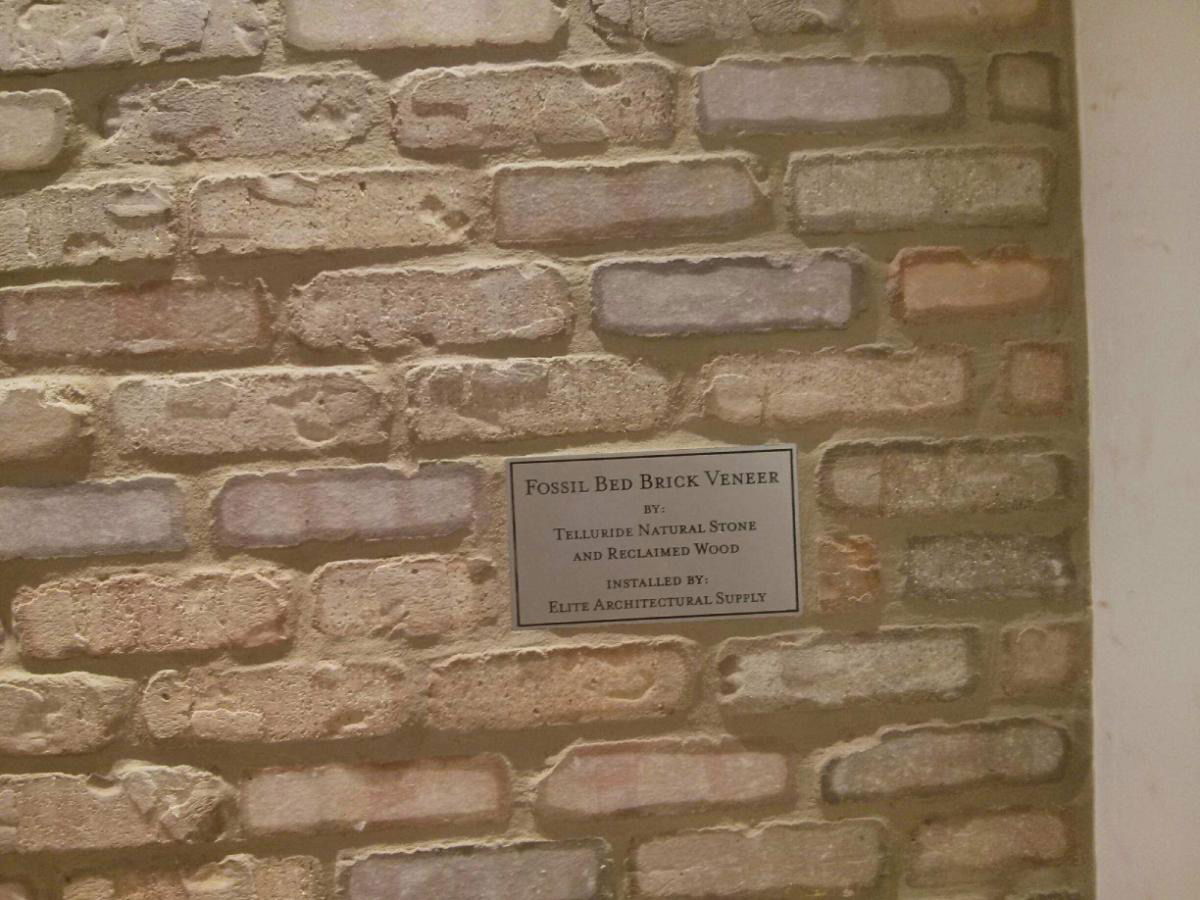 Fossil Bed Brick Veneer
by:
Telluride Natural Stone
and Reclaimed Wood
installed by:
Elite Architectural Supply